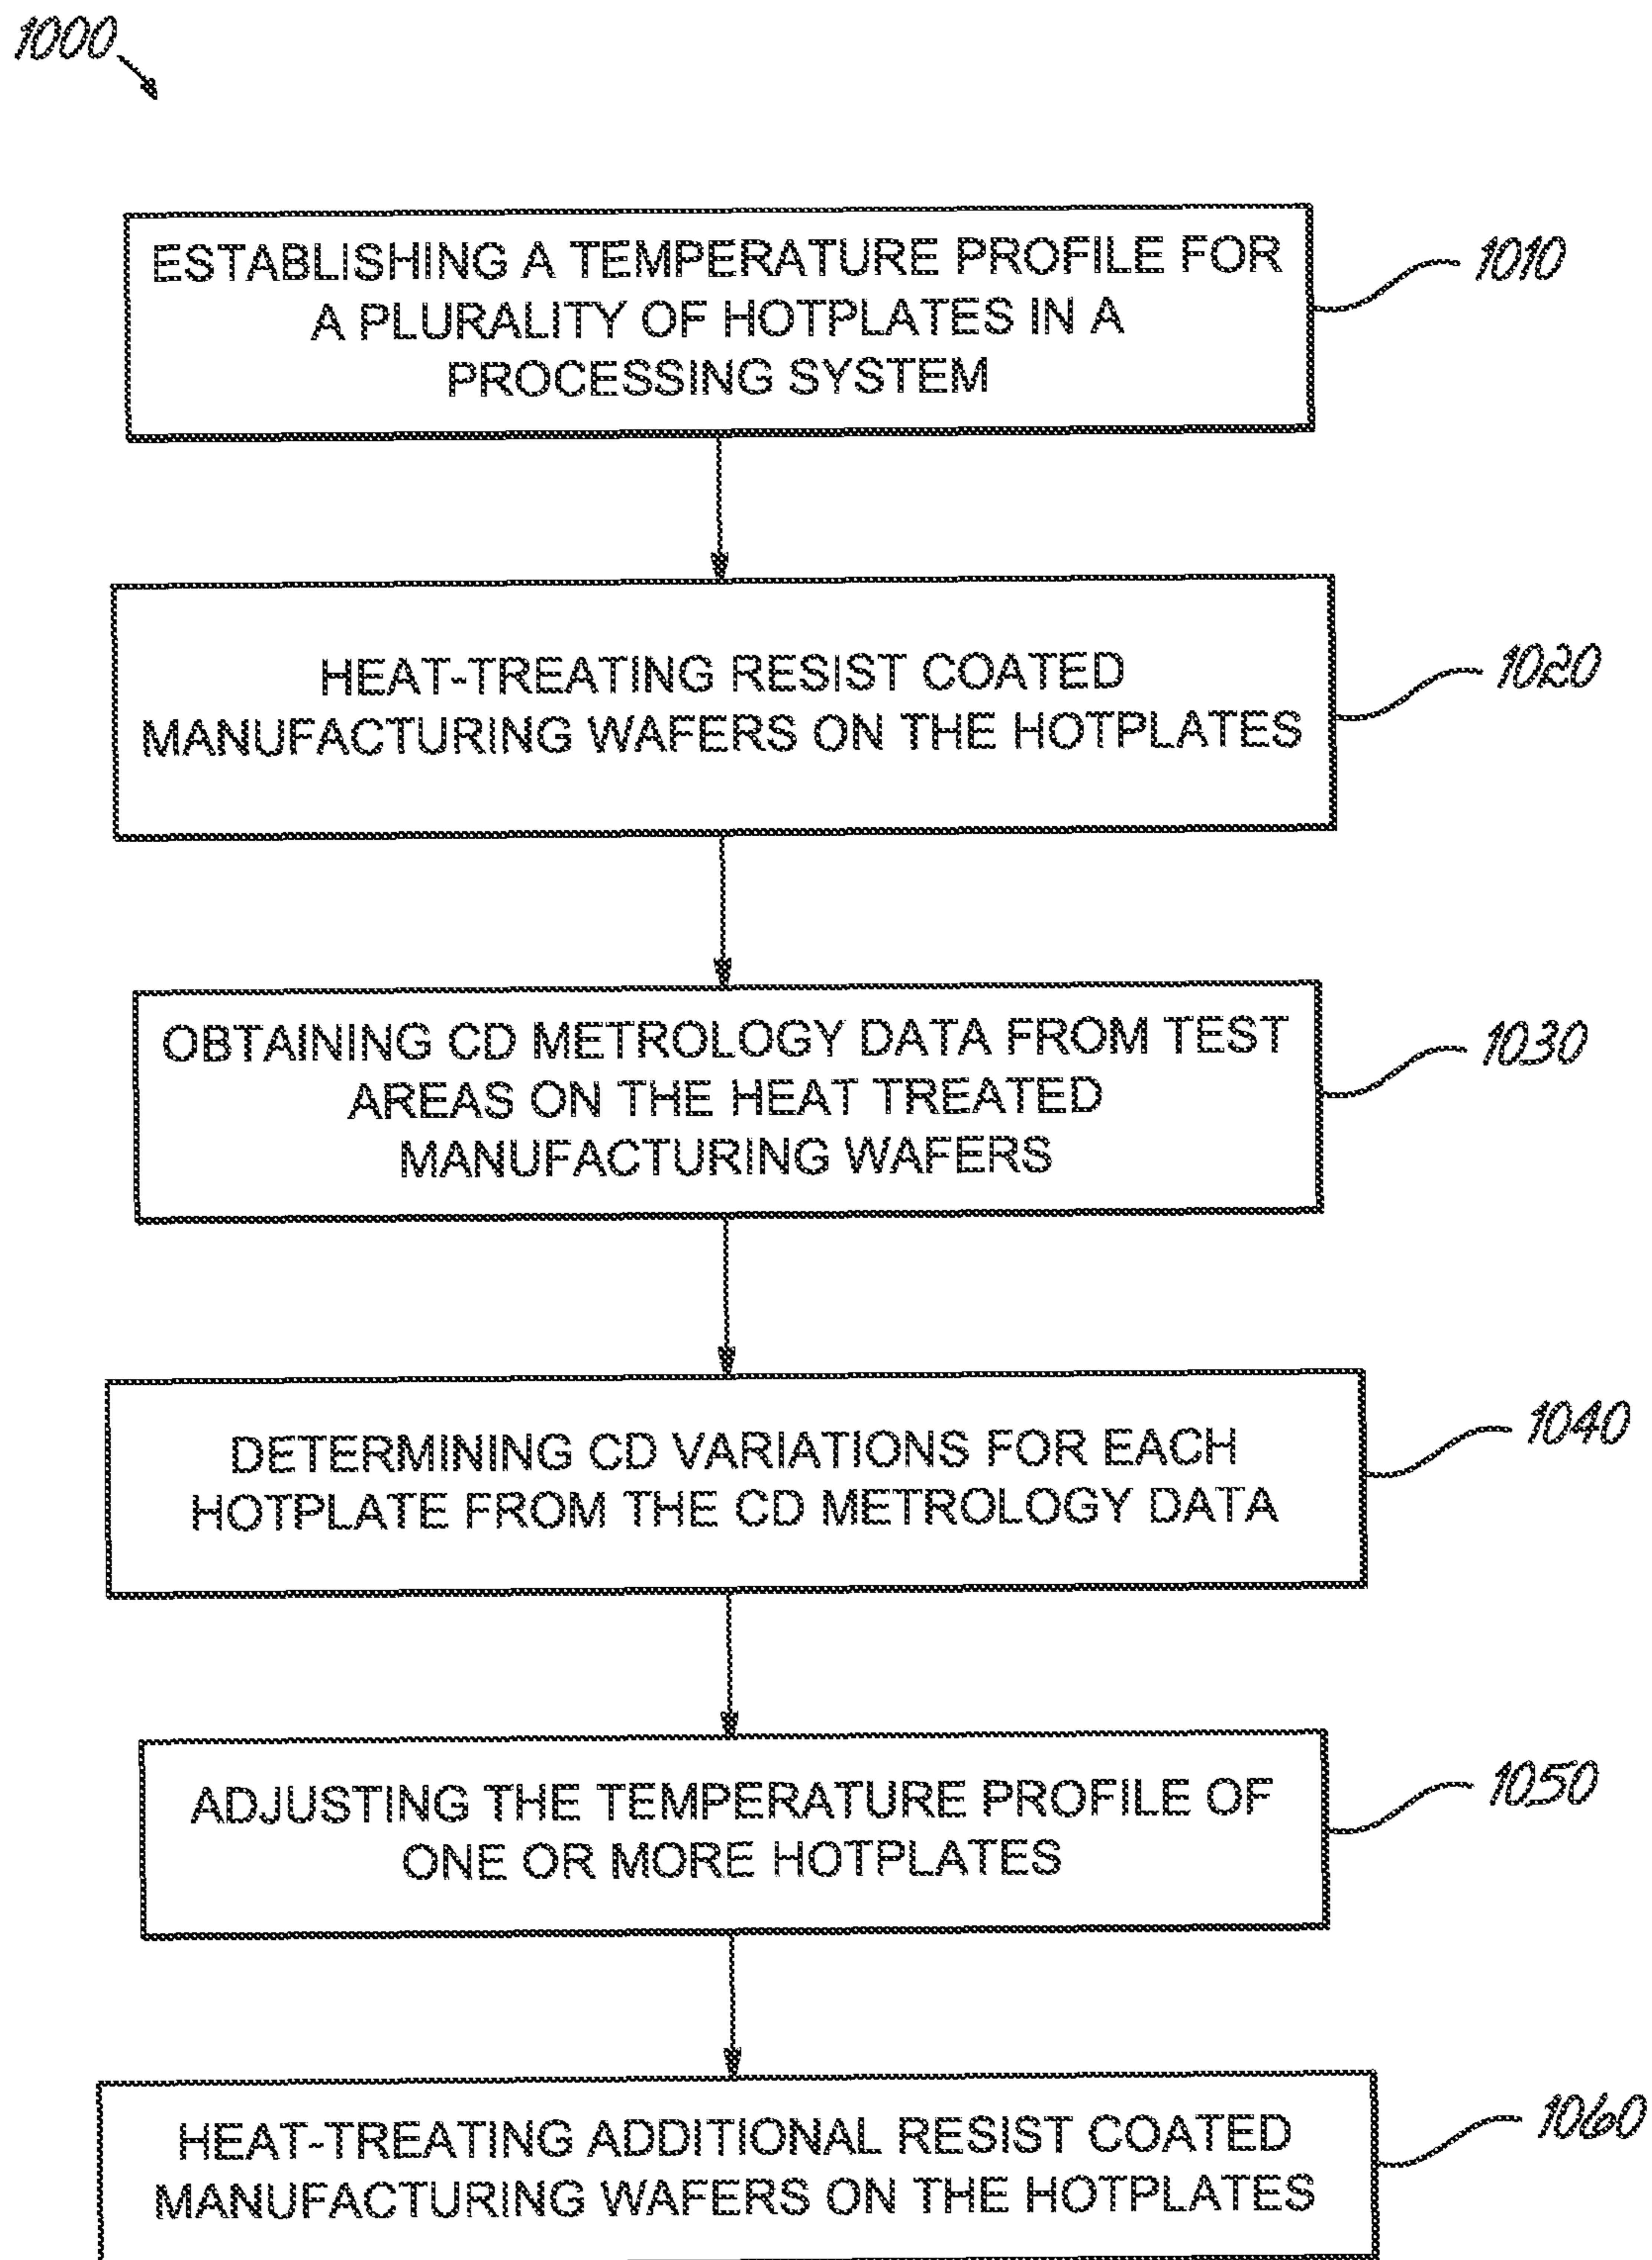 1000
ESTABLISHING A TEMPERATURE PROFILE FOR
A PLURALITY OF HOTPLATES IN A
PROCESSING SYSTEM
1010
HEAT-TREATING RESIST COATED
MANUFACTURING WAFERS ON THE HOTPLATES
1020
OBTAINING CD METROLOGY DATA FROM TEST
AREAS ON THE HEAT TREATED
MANUFACTURING WAFERS
1030
DETERMINING CD VARIATIONS FOR EACH
HOTPLATE FROM THE CD METROLOGY DATA
1040
ADJUSTING THE TEMPERATURE PROFILE OF
ONE OR MORE HOTPLATES
1050
HEAT-TREATING ADDITIONAL RESIST COATED
MANUFACTURING WAFERS ON THE HOTPLATES
1060